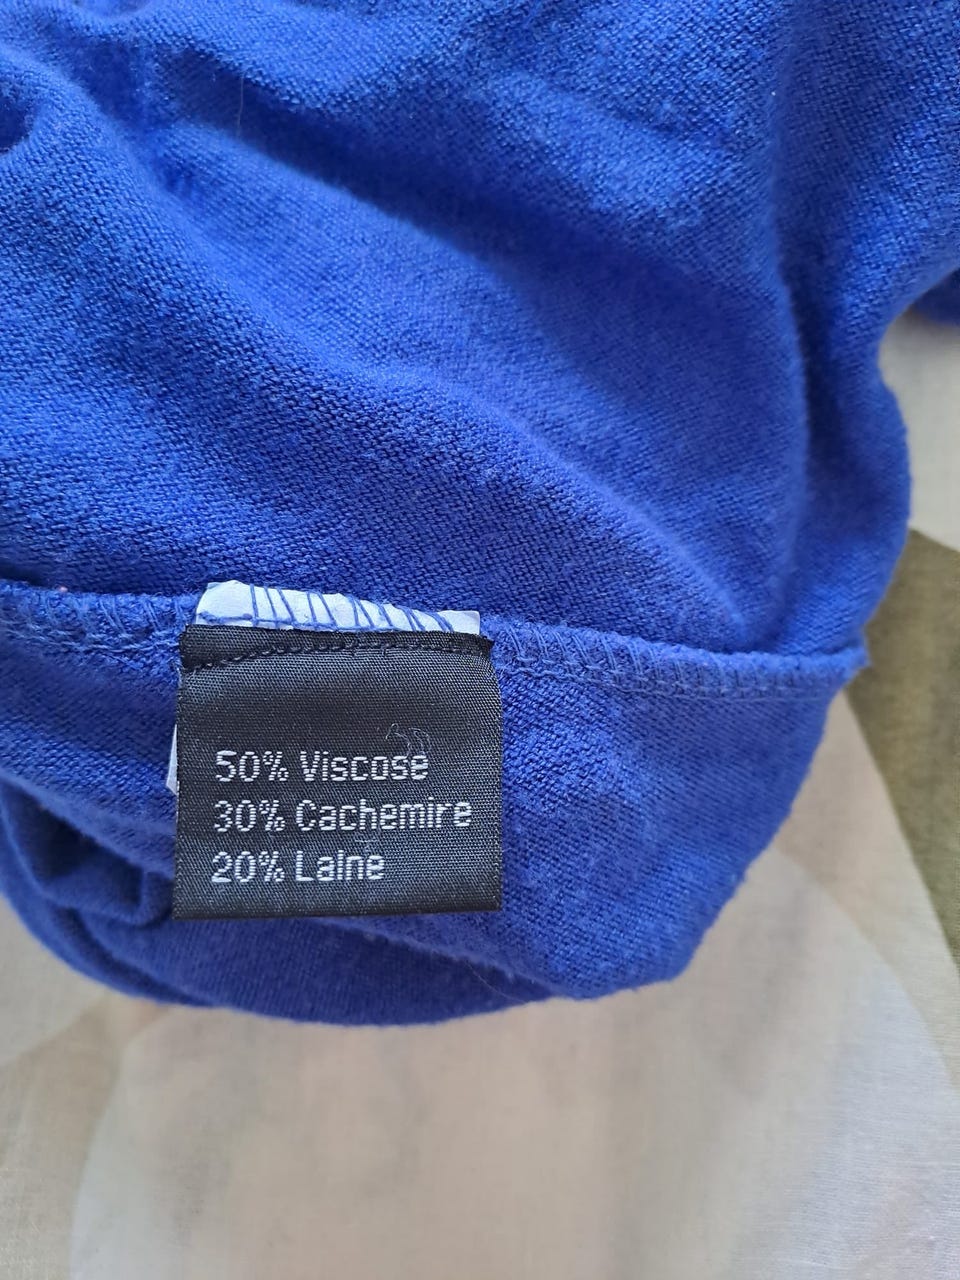 50% Viscose
30% Cachemire
20% Laine